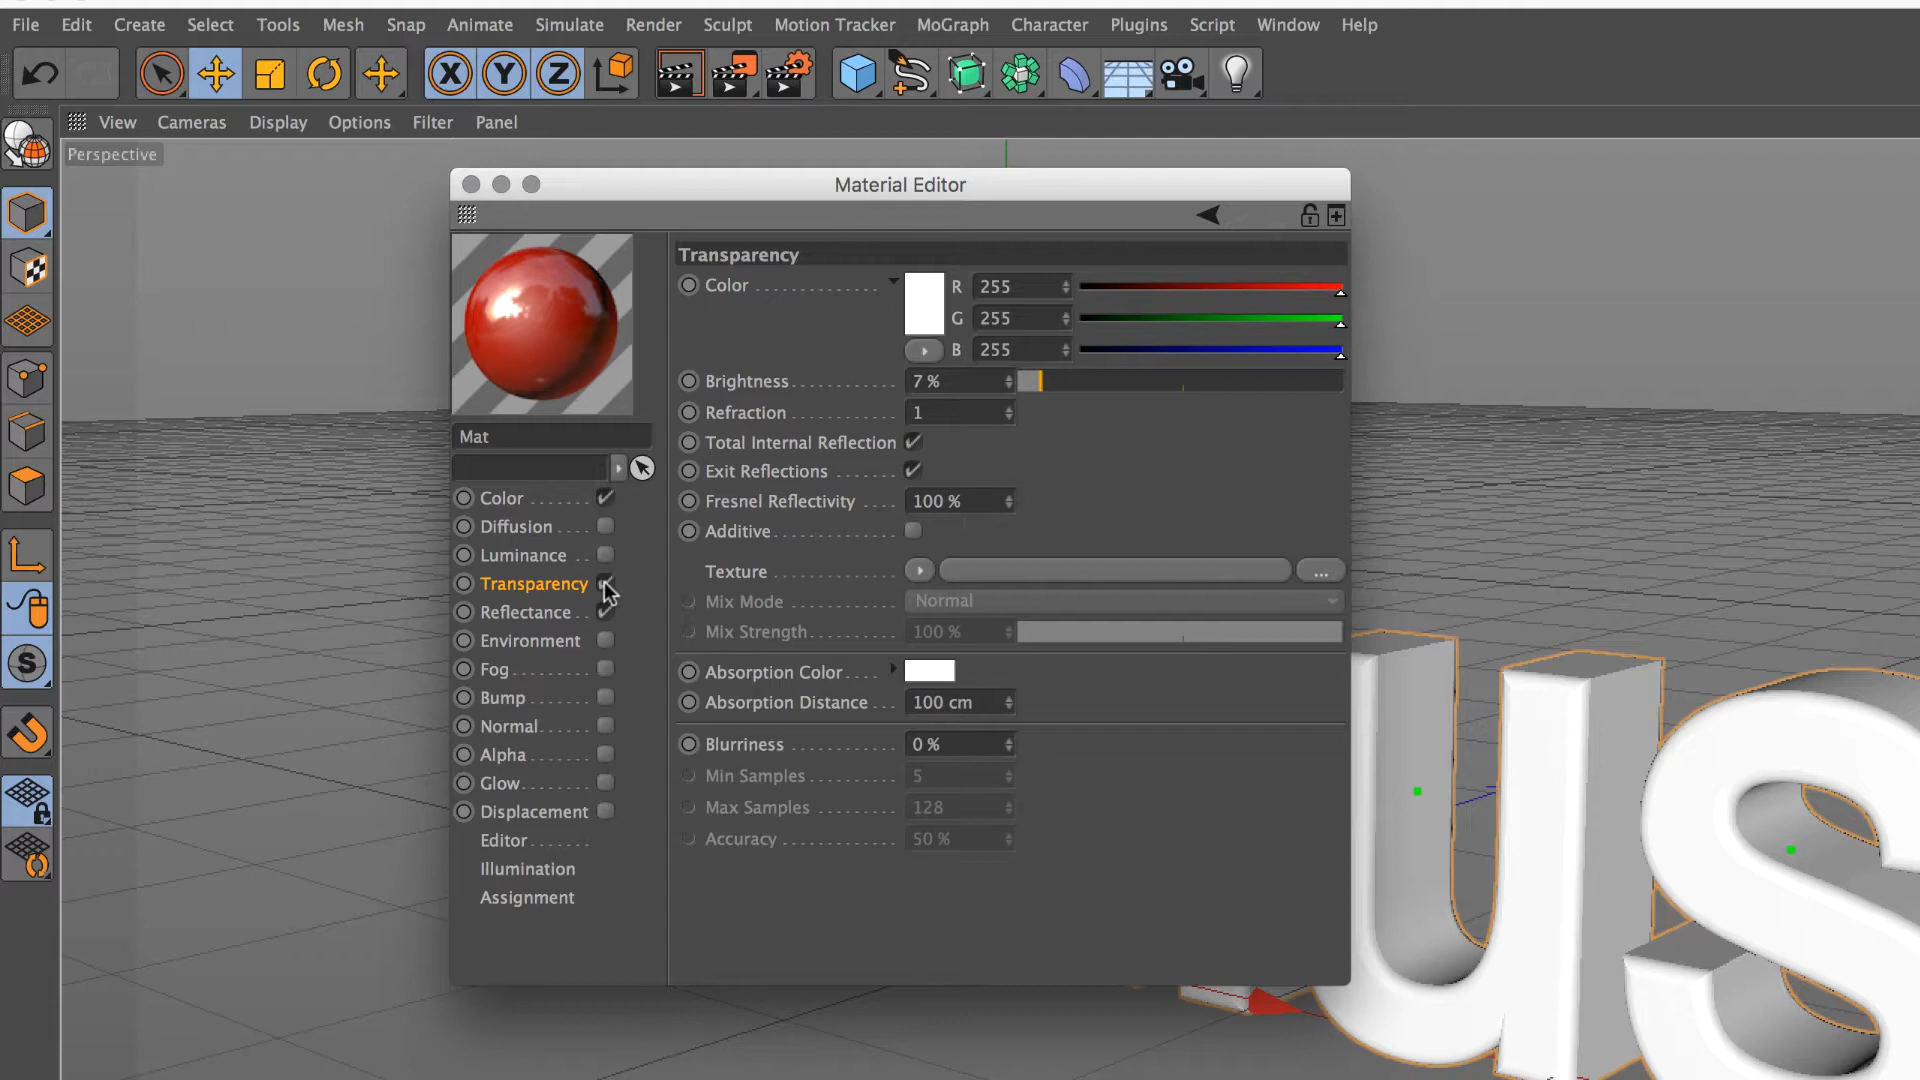 File Edit Create Select Tools Mesh Snap Animate Simulate Render Sculpt Motion Tracker MoGraph Character Plugins Script Window Help
X Y Z
View Cameras Display Options Filter Panel
Perspective
Material Editor
Transparency
Color R 255
G 255
B 255
Brightness 7 %
Refraction 1
Total Internal Reflection
Exit Reflections
Fresnel Reflectivity 100 %
Additive
Texture ...
Mix Mode Normal
Mix Strength 100 %
Absorption Color
Absorption Distance 100 cm
Blurriness 0 %
Min Samples 5
Max Samples 128
Accuracy 50 %
Mat
Color
Diffusion
Luminance
Transparency
Reflectance
Environment
Fog
Bump
Normal
Alpha
Glow
Displacement
Editor
Illumination
Assignment
S
us